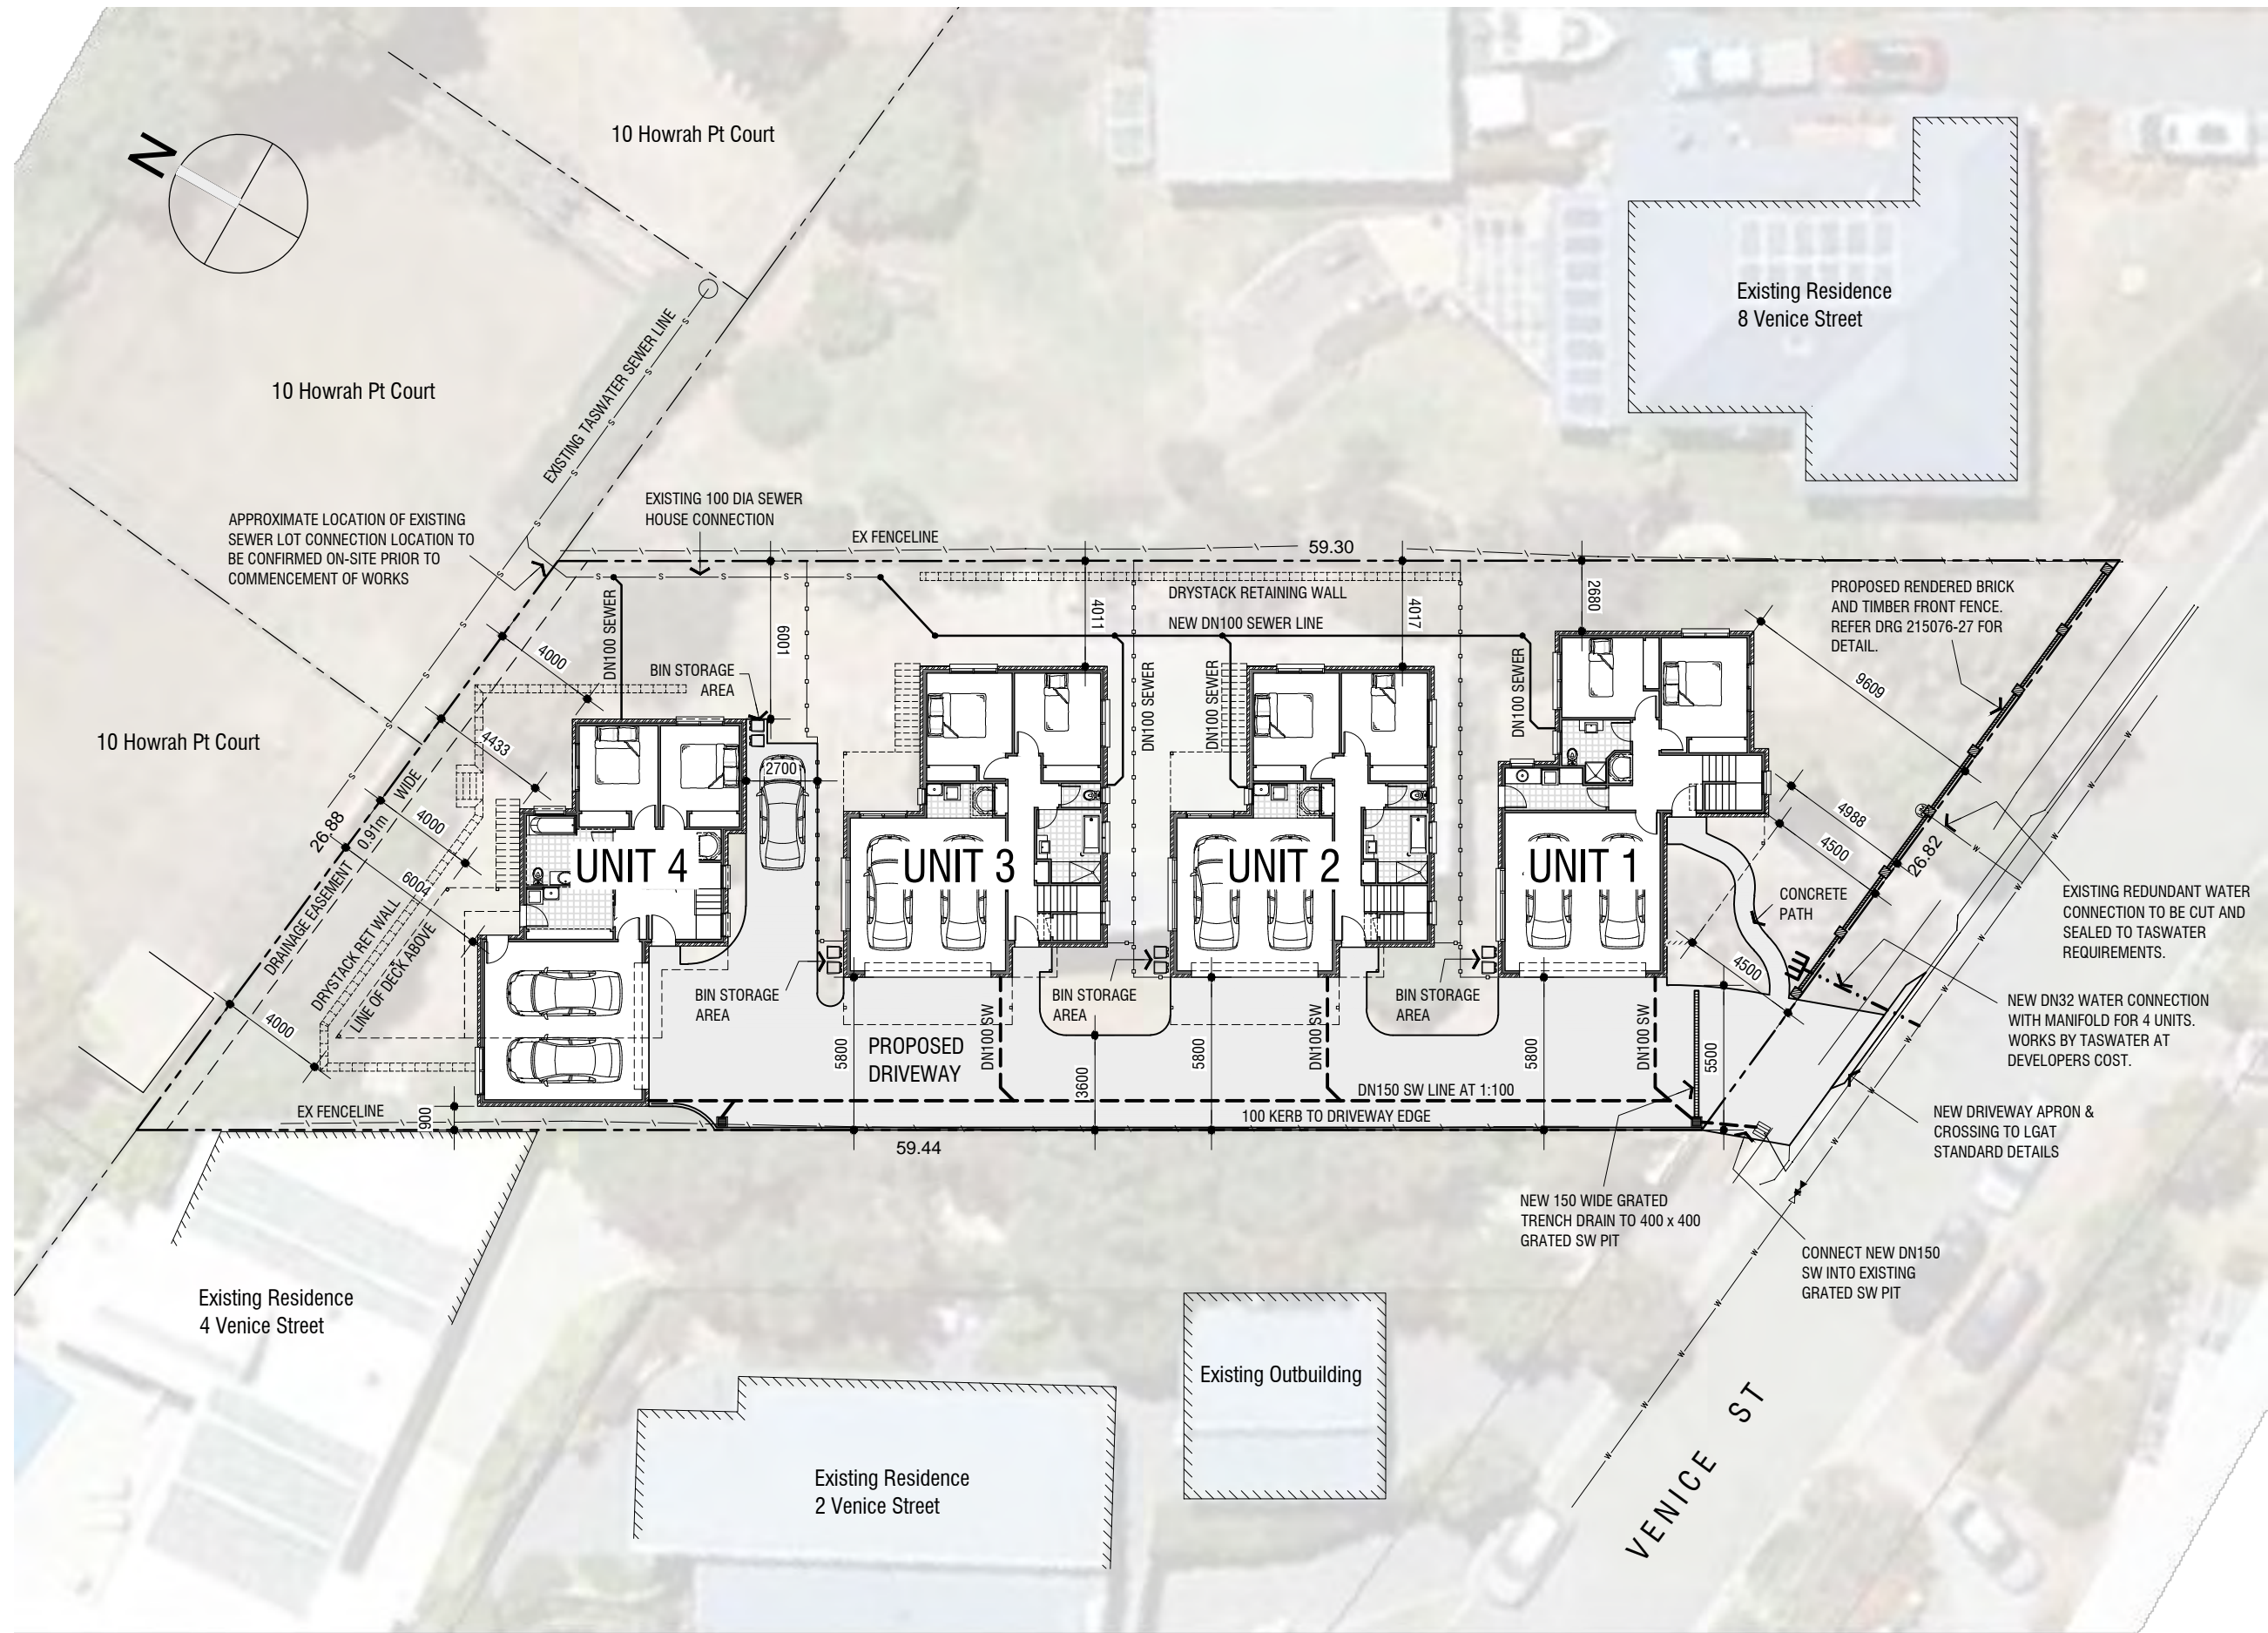 N
10 Howrah Pt Court
Existing Residence
8 Venice Street
EXISTING TASWATER SEWER LINE
10 Howrah Pt Court
APPROXIMATE LOCATION OF EXISTING
SEWER LOT CONNECTION LOCATION TO
BE CONFIRMED ON-SITE PRIOR TO
COMMENCEMENT OF WORKS
EXISTING 100 DIA SEWER
HOUSE CONNECTION
EX FENCELINE
59.30
DRYSTACK RETAINING WALL
NEW DN100 SEWER LINE
PROPOSED RENDERED BRICK
AND TIMBER FRONT FENCE.
REFER DRG 215076-27 FOR
DETAIL.
DN100 SEWER
6001
4011
4017
2680
DN100 SEWER
DN100 SEWER
DN100 SEWER
4000
BIN STORAGE
AREA
9609
10 Howrah Pt Court
4433
2700
4988
4500
26.82
26.88
DRAINAGE EASEMENT 0.91m WIDE
4000
6004
UNIT 4
UNIT 3
UNIT 2
UNIT 1
CONCRETE
PATH
EXISTING REDUNDANT WATER
CONNECTION TO BE CUT AND
SEALED TO TASWATER
REQUIREMENTS.
DRYSTACK RET WALL
LINE OF DECK ABOVE
4000
4500
BIN STORAGE
AREA
BIN STORAGE
AREA
BIN STORAGE
AREA
NEW DN32 WATER CONNECTION
WITH MANIFOLD FOR 4 UNITS.
WORKS BY TASWATER AT
DEVELOPERS COST.
5800
PROPOSED
DRIVEWAY
DN100 SW
3600
5800
DN100 SW
5800
DN100 SW
5500
DN150 SW LINE AT 1:100
100 KERB TO DRIVEWAY EDGE
EX FENCELINE
900
59.44
NEW DRIVEWAY APRON &
CROSSING TO LGAT
STANDARD DETAILS
NEW 150 WIDE GRATED
TRENCH DRAIN TO 400 x 400
GRATED SW PIT
CONNECT NEW DN150
SW INTO EXISTING
GRATED SW PIT
Existing Residence
4 Venice Street
Existing Outbuilding
Existing Residence
2 Venice Street
VENICE ST